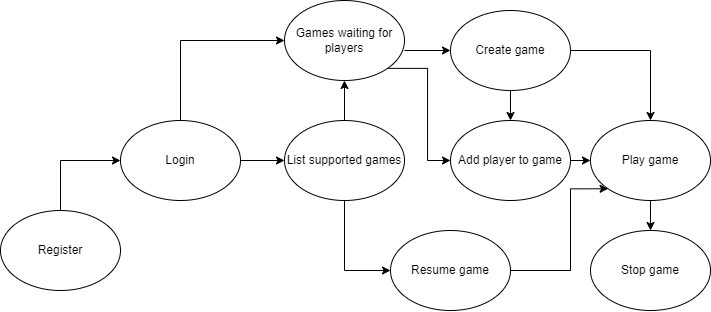 Games waiting for
players
Create game
Login
List supported games
Add player to game
Play game
Register
Resume game
Stop game